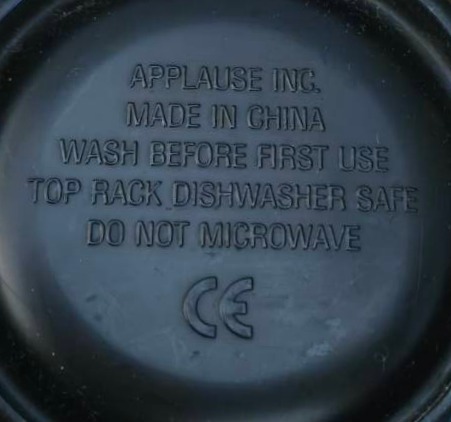 APPLAUSE INC.
MADE IN CHINA
WASH BEFORE FIRST USE
TOP RACK DISHWASHER SAFE
DO NOT MICROWAVE
CE